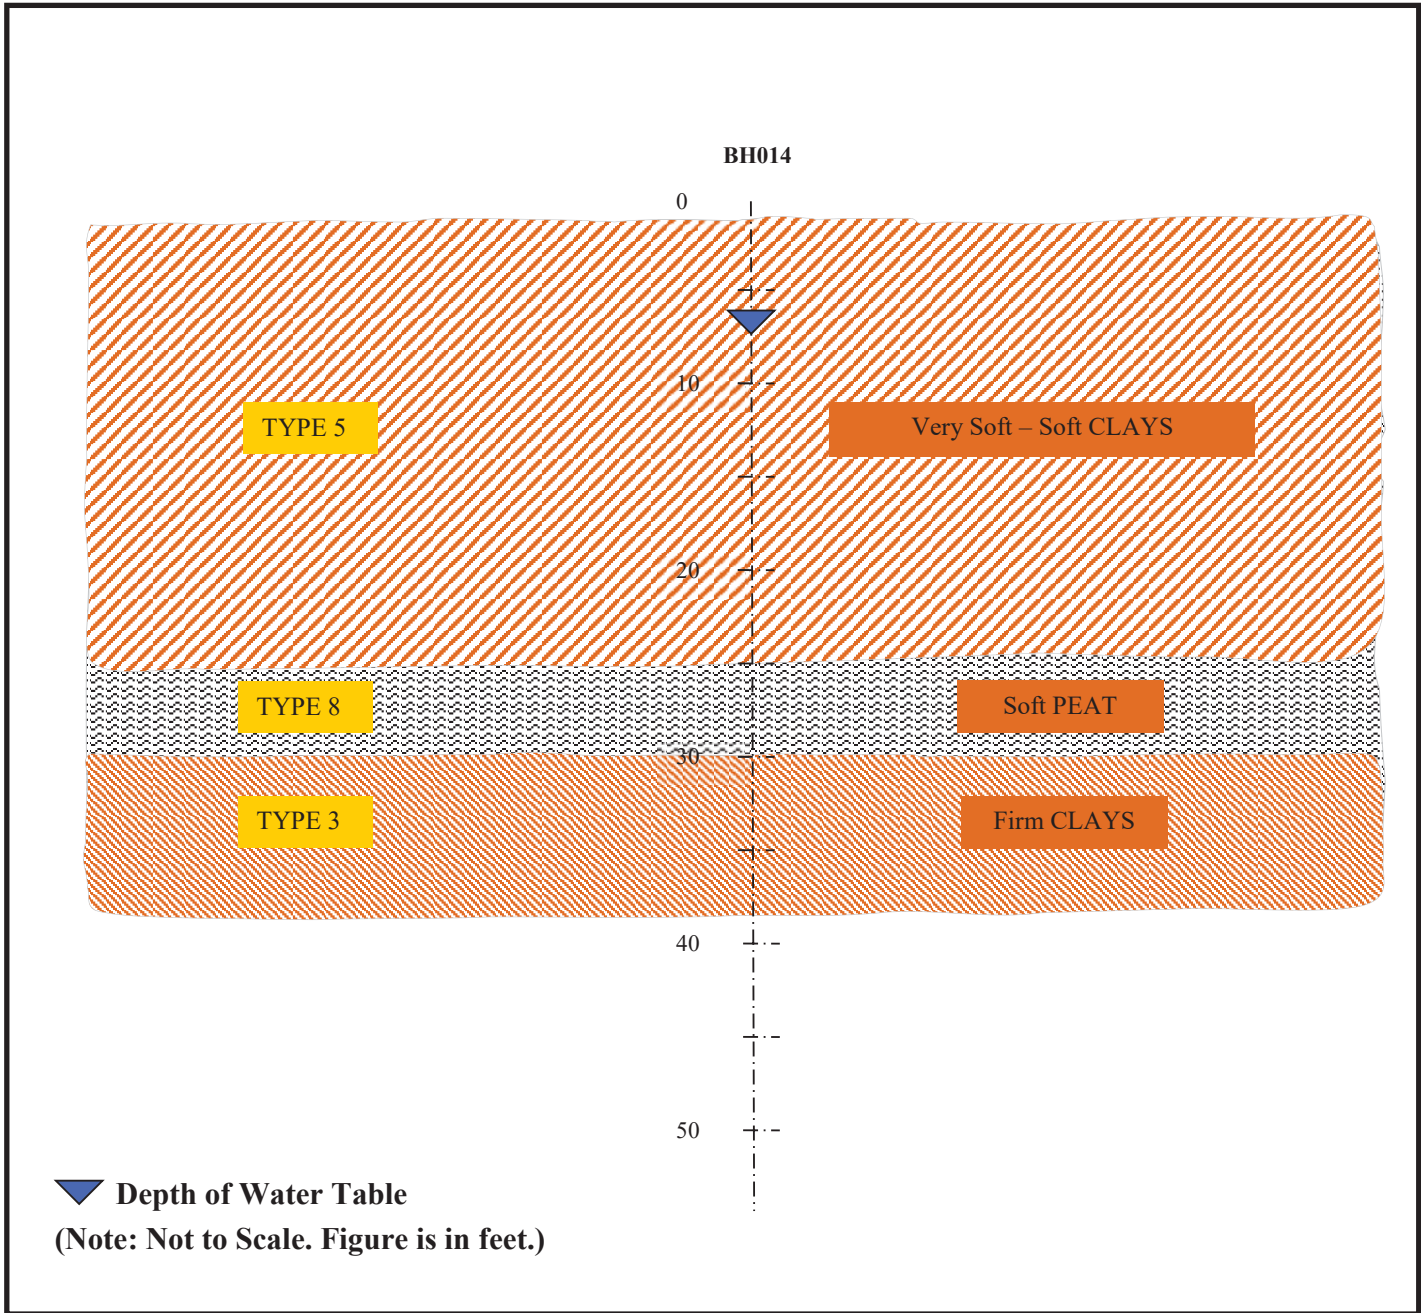 BH014
0
10
TYPE 5
Very Soft – Soft CLAYS
20
TYPE 8
Soft PEAT
30
TYPE 3
Firm CLAYS
40
50
Depth of Water Table
(Note: Not to Scale. Figure is in feet.)